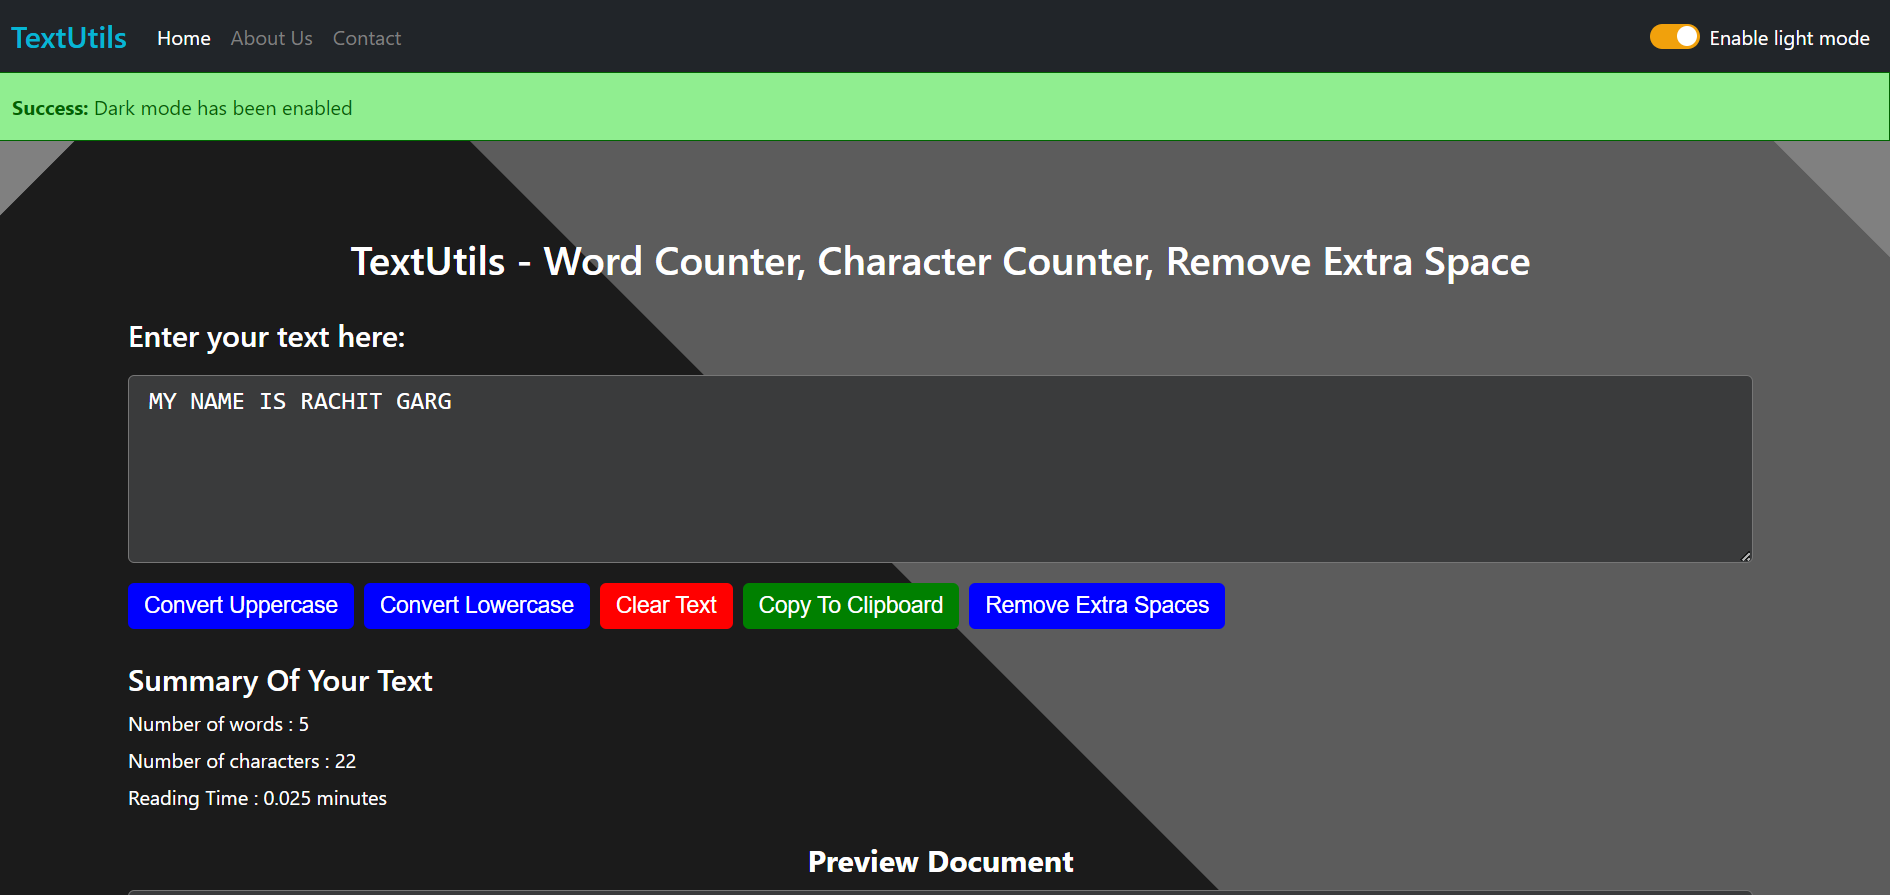 TextUtils Home About Us Contact Enable light mode
Success: Dark mode has been enabled
TextUtils - Word Counter, Character Counter, Remove Extra Space
Enter your text here:
MY NAME IS RACHIT GARG
Convert Uppercase Convert Lowercase Clear Text Copy To Clipboard Remove Extra Spaces
Summary Of Your Text
Number of words : 5
Number of characters : 22
Reading Time : 0.025 minutes
Preview Document